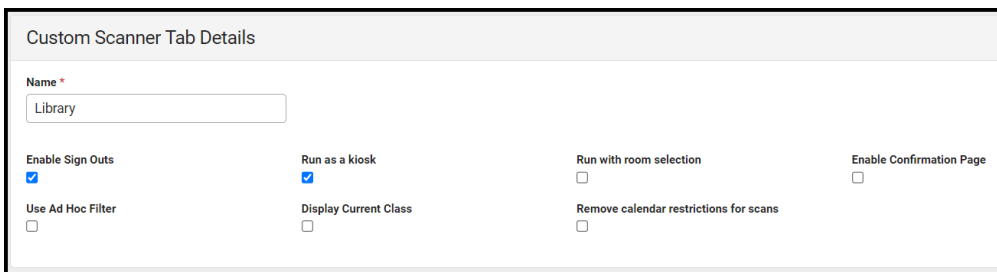 Custom Scanner Tab Details
Name *
Library
Enable Sign Outs Run as a kiosk Run with room selection Enable Confirmation Page
Use Ad Hoc Filter Display Current Class Remove calendar restrictions for scans